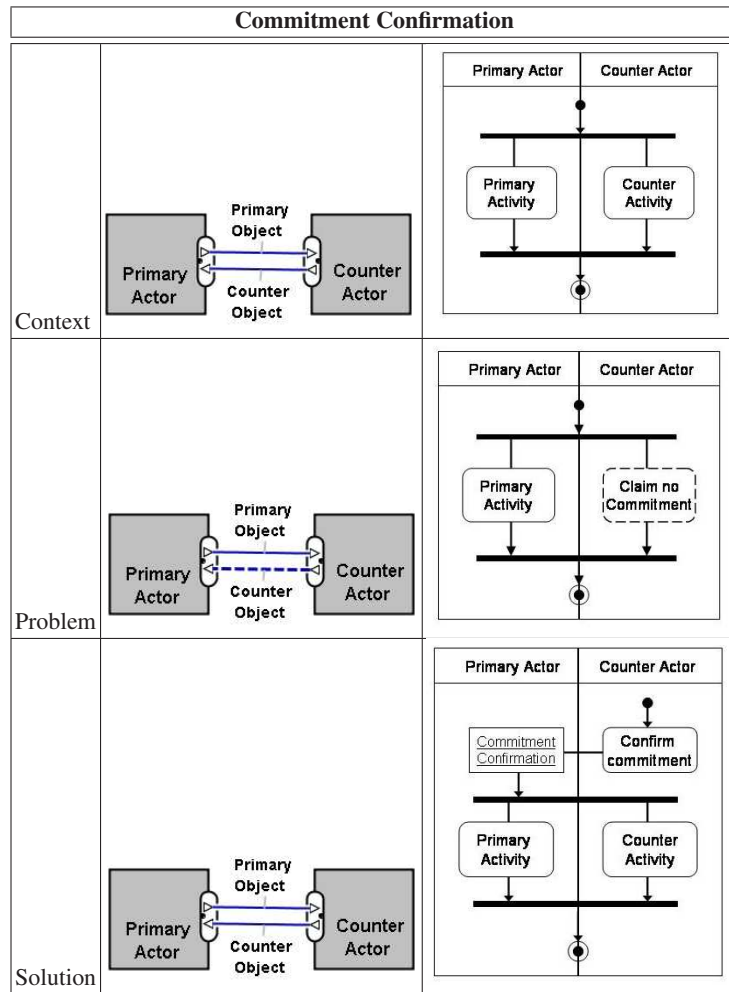 Commitment Confirmation
Primary Actor
Counter Actor
Primary
Activity
Counter
Activity
Primary
Object
Primary
Actor
Counter
Actor
Counter
Object
Context
Primary Actor
Counter Actor
Primary
Activity
Claim no
Commitment
Primary
Object
Primary
Actor
Counter
Actor
Counter
Object
Problem
Primary Actor
Counter Actor
Commitment
Confirmation
Confirm
commitment
Primary
Activity
Counter
Activity
Primary
Object
Primary
Actor
Counter
Actor
Counter
Object
Solution